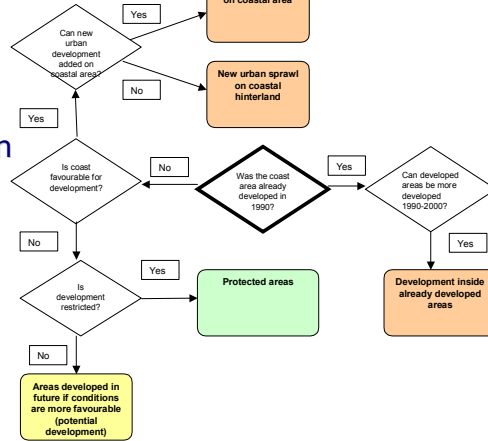 on coastal area
Yes
Can new
urban
development
added on
coastal area?
No
New urban sprawl
on coastal
hinterland
Yes
n
Is coast
favourable for
development?
No
Was the coast
area already
developed in
1990?
Yes
Can developed
areas be more
developed
1990-2000?
No
Yes
Is
development
restricted?
Yes
Protected areas
Development inside
already developed
areas
No
Areas developed in
future if conditions
are more favourable
(potential
development)